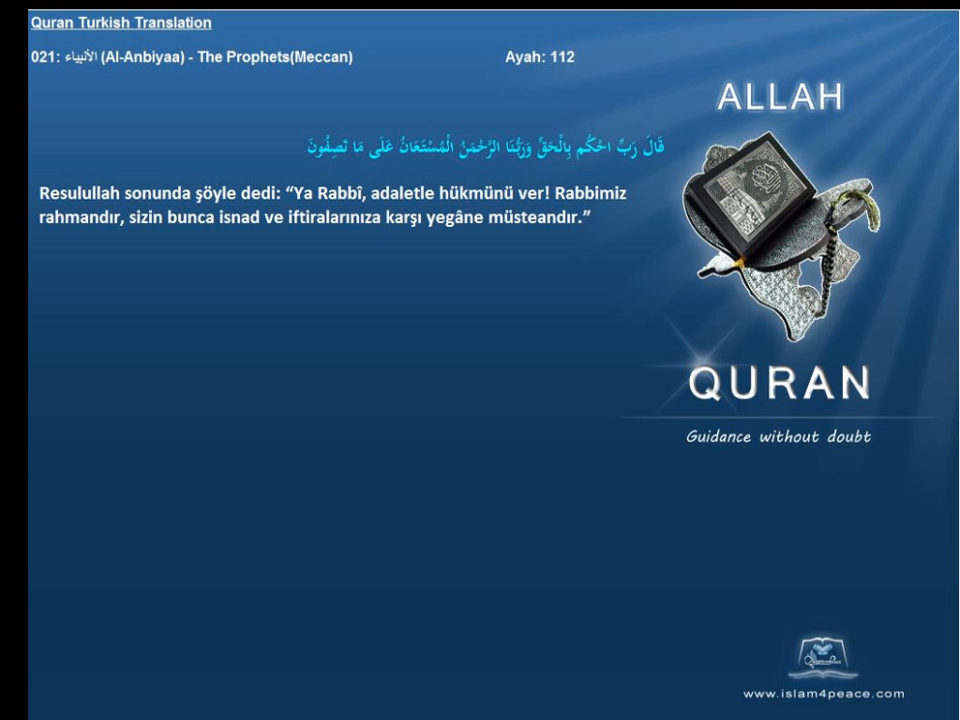 Quran Turkish Translation
021: الأنبياء (Al-Anbiyaa) - The Prophets(Meccan) Ayah: 112
ALLAH
قَالَ رَبِّ احْكُم بِالْحَقِّ وَرَبُّنَا الرَّحْمَنُ الْمُسْتَعَانُ عَلَى مَا تَصِفُونَ
Resulullah sonunda şöyle dedi: “Ya Rabbî, adaletle hükmünü ver! Rabbimiz
rahmandır, sizin bunca isnad ve iftiralarınıza karşı yegâne müsteandır.”
QURAN
Guidance without doubt
www.islam4peace.com